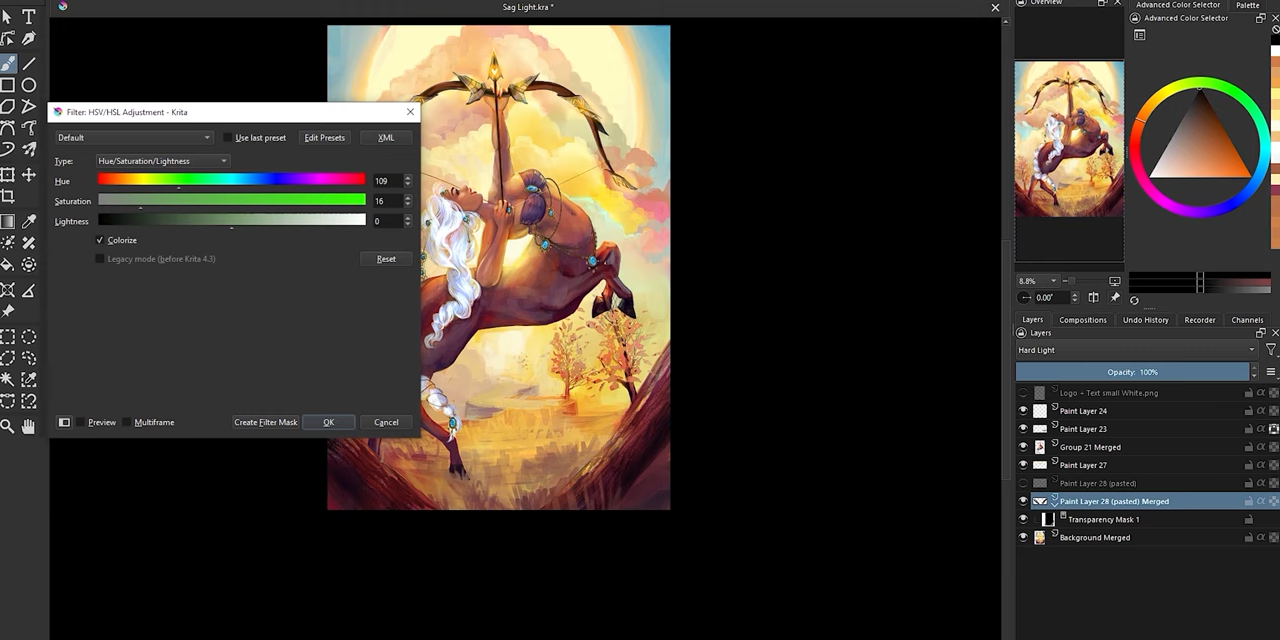 Sag Light.kra *
Overview
Advanced Color Selector
Palette
Advanced Color Selector
Filter: HSV/HSL Adjustment - Krita
Default
Use last preset
Edit Presets
XML
Type:
Hue/Saturation/Lightness
Hue
109
Saturation
16
Lightness
0
Colorize
Legacy mode (before Krita 4.3)
Reset
Preview
Multiframe
Create Filter Mask
OK
Cancel
8.8%
0.00°
Layers
Compositions
Undo History
Recorder
Channels
Layers
Hard Light
Opacity: 100%
Logo + Text small White.png
Paint Layer 24
Paint Layer 23
Group 21 Merged
Paint Layer 27
Paint Layer 28 (pasted)
Paint Layer 28 (pasted) Merged
Transparency Mask 1
Background Merged